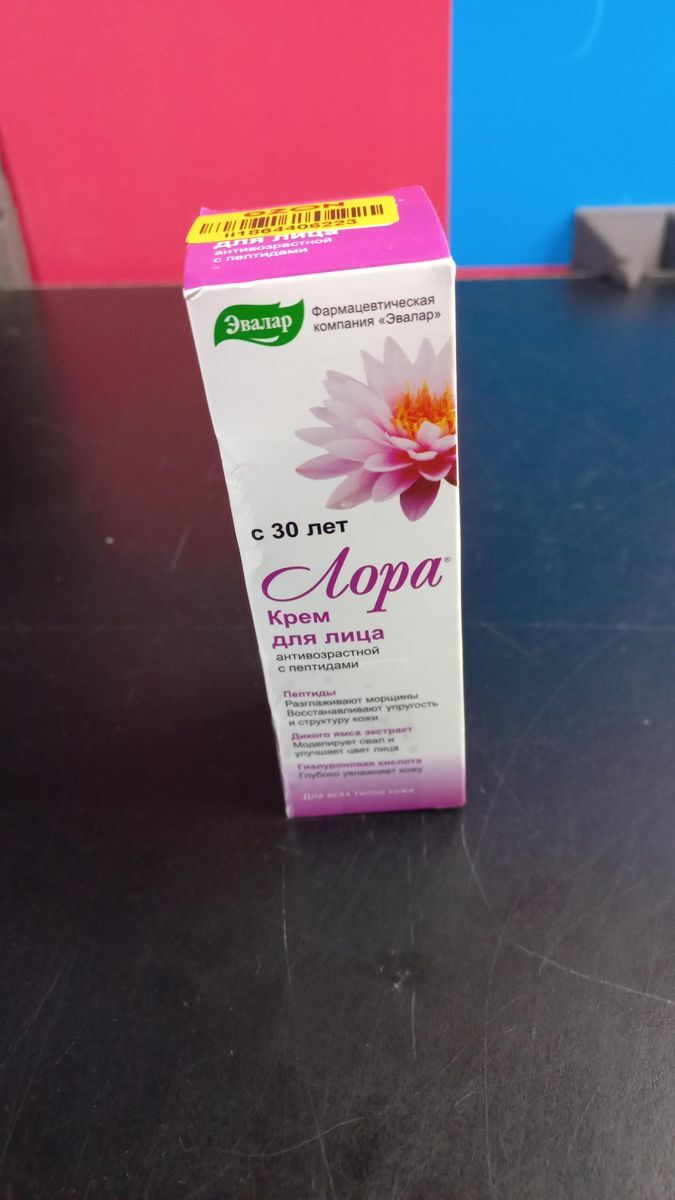 OZON
ii1864406223
для лица
антивозрастной
с пептидами
Эвалар
Фармацевтическая
компания «Эвалар»
с 30 лет
Лора®
Крем
для лица
антивозрастной
с пептидами
Пептиды
Разглаживают морщины
Восстанавливают упругость
и структуру кожи
Дикого ямса экстракт
Моделирует овал и
улучшает цвет лица
Гиалуроновая кислота
Глубоко увлажняет кожу
Для всех типов кожи